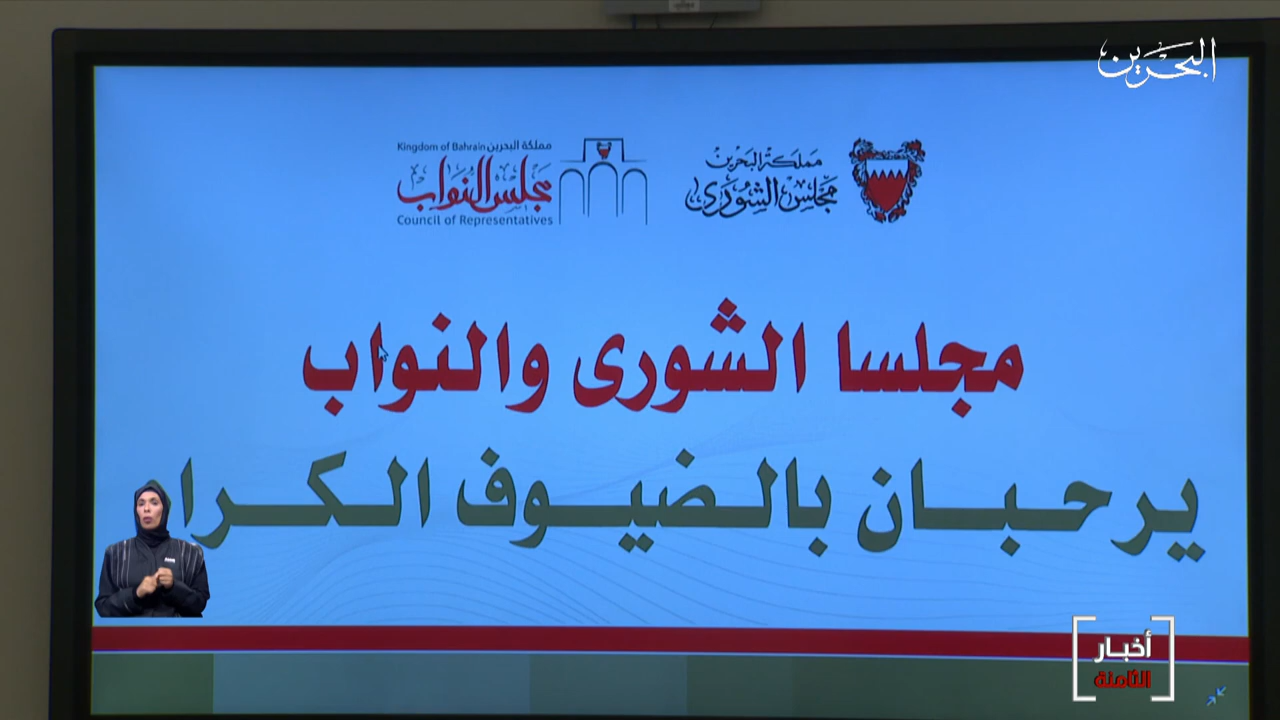 البحرين
Kingdom of Bahrain مملكة البحرين
مجلس النواب
Council of Representatives
مملكة البحرين
مجلس الشورى
مجلسا الشورى والنواب
يرحبان بالضيوف الكرا
أخبار
الثامنة